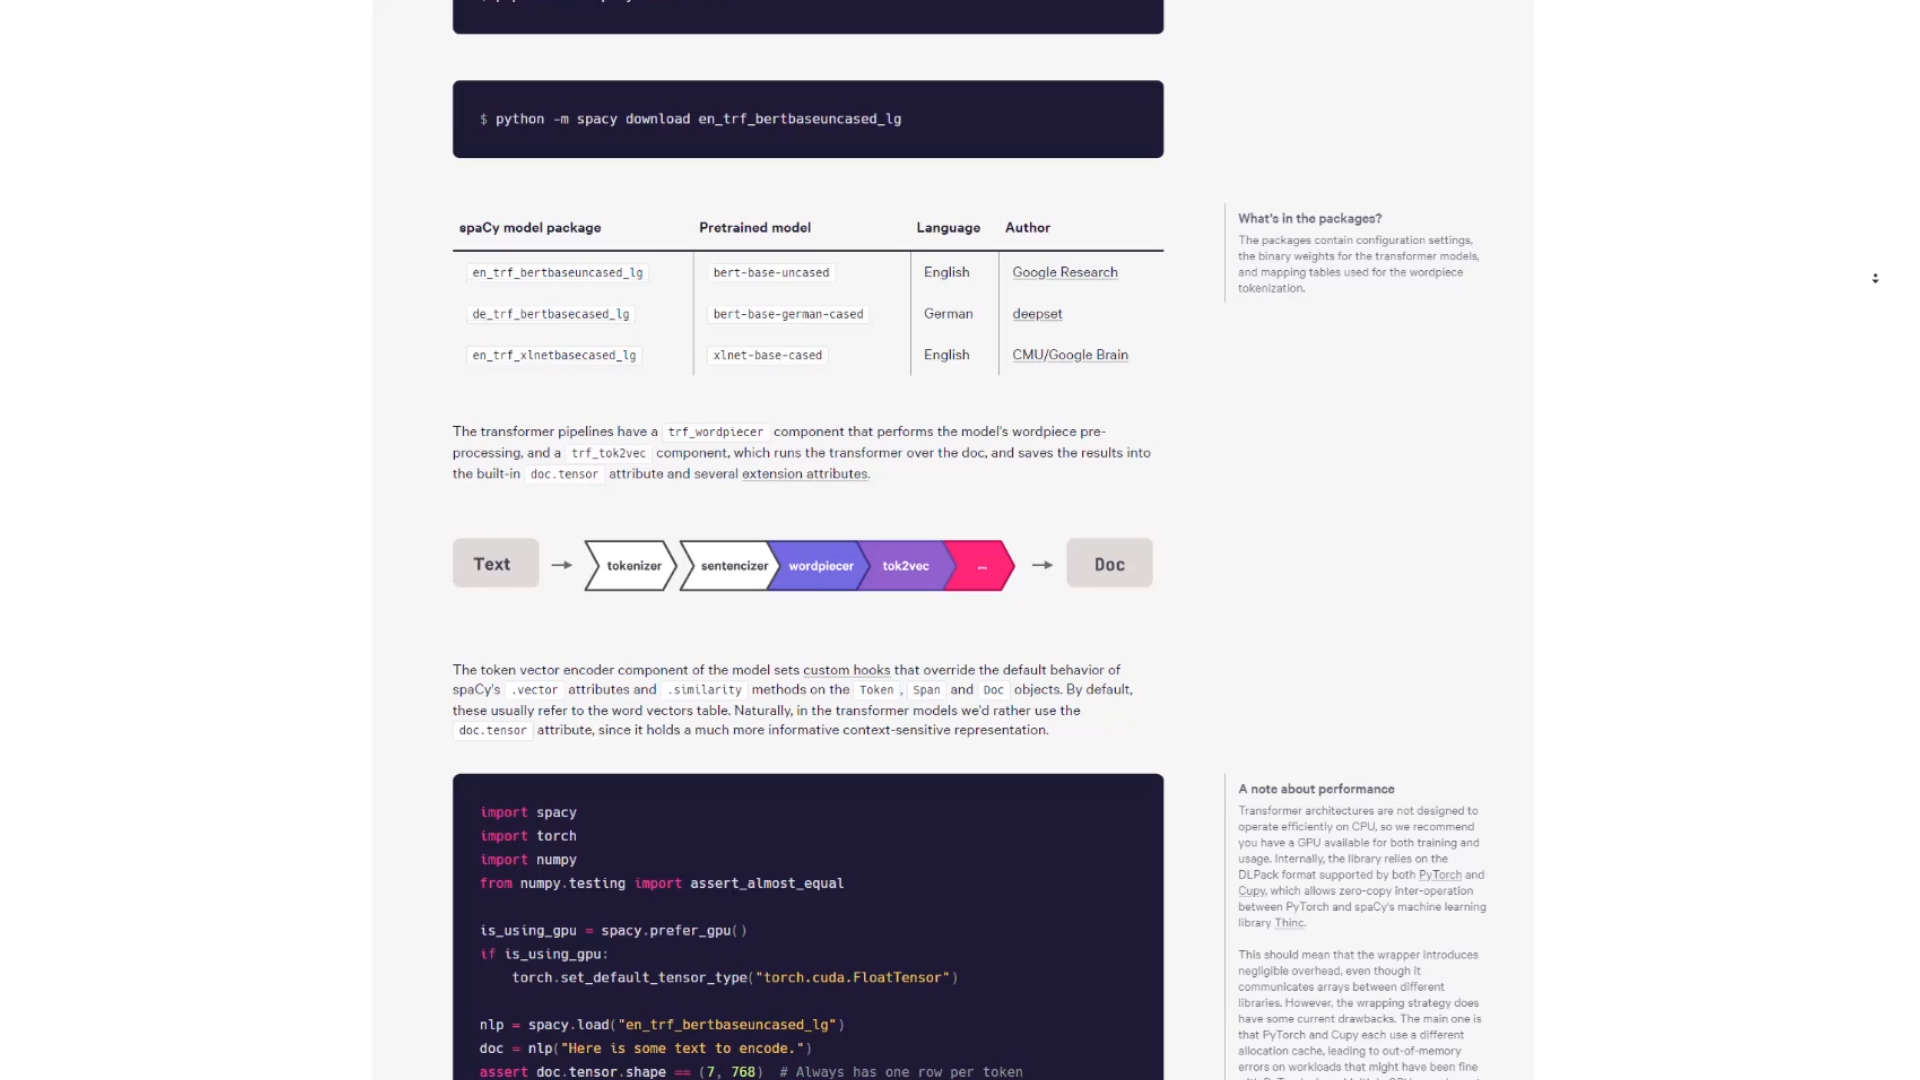 $ python -m spacy download en_trf_bertbaseuncased_lg
spaCy model package Pretrained model Language Author
en_trf_bertbaseuncased_lg bert-base-uncased English Google Research
de_trf_bertbasecased_lg bert-base-german-cased German deepset
en_trf_xlnetbasecased_lg xlnet-base-cased English CMU/Google Brain
What's in the packages?
The packages contain configuration settings,
the binary weights for the transformer models,
and mapping tables used for the wordpiece
tokenization.
The transformer pipelines have a trf_wordpiecer component that performs the model's wordpiece pre-
processing, and a trf_tok2vec component, which runs the transformer over the doc, and saves the results into
the built-in doc.tensor attribute and several extension attributes.
Text → tokenizer sentencizer wordpiecer tok2vec ... → Doc
The token vector encoder component of the model sets custom hooks that override the default behavior of
spaCy's .vector attributes and .similarity methods on the Token, Span and Doc objects. By default,
these usually refer to the word vectors table. Naturally, in the transformer models we'd rather use the
doc.tensor attribute, since it holds a much more informative context-sensitive representation.
import spacy
import torch
import numpy
from numpy.testing import assert_almost_equal
is_using_gpu = spacy.prefer_gpu()
if is_using_gpu:
torch.set_default_tensor_type("torch.cuda.FloatTensor")
nlp = spacy.load("en_trf_bertbaseuncased_lg")
doc = nlp("Here is some text to encode.")
assert doc.tensor.shape == (7, 768) # Always has one row per token
A note about performance
Transformer architectures are not designed to
operate efficiently on CPU, so we recommend
you have a GPU available for both training and
usage. Internally, the library relies on the
DLPack format supported by both PyTorch and
Cupy, which allows zero-copy inter-operation
between PyTorch and spaCy's machine learning
library Thinc.
This should mean that the wrapper introduces
negligible overhead, even though it
communicates arrays between different
libraries. However, the wrapping strategy does
have some current drawbacks. The main one is
that PyTorch and Cupy each use a different
allocation cache, leading to out-of-memory
errors on workloads that might have been fine